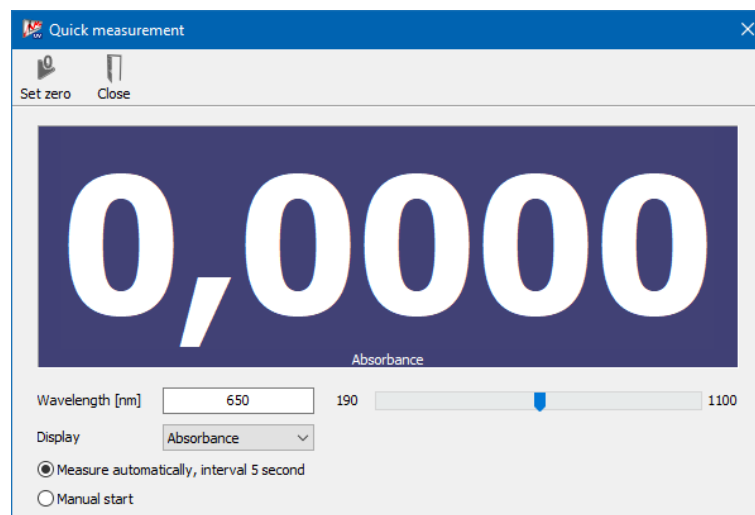 Quick measurement
Set zero Close
0,0000
Absorbance
Wavelength [nm] 650 190 1100
Display Absorbance
Measure automatically, interval 5 second
Manual start